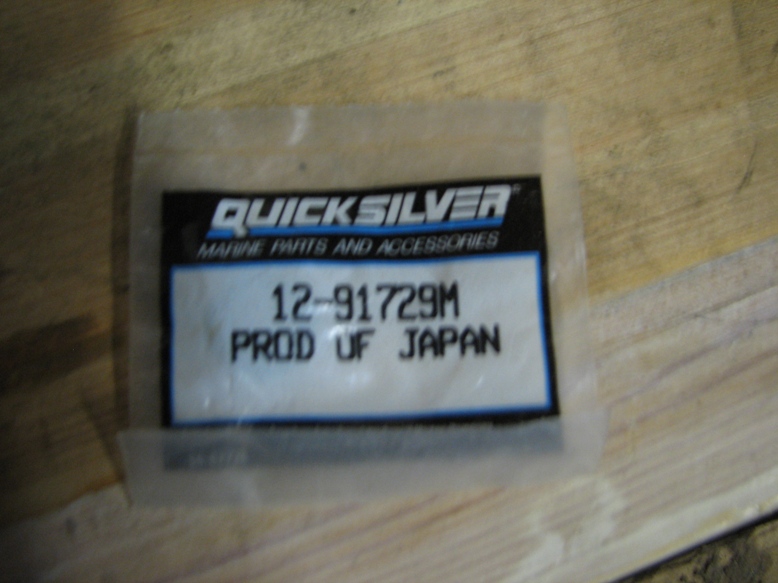 QUICKSILVER
MARINE PARTS AND ACCESSORIES
12-91729M
PROD OF JAPAN